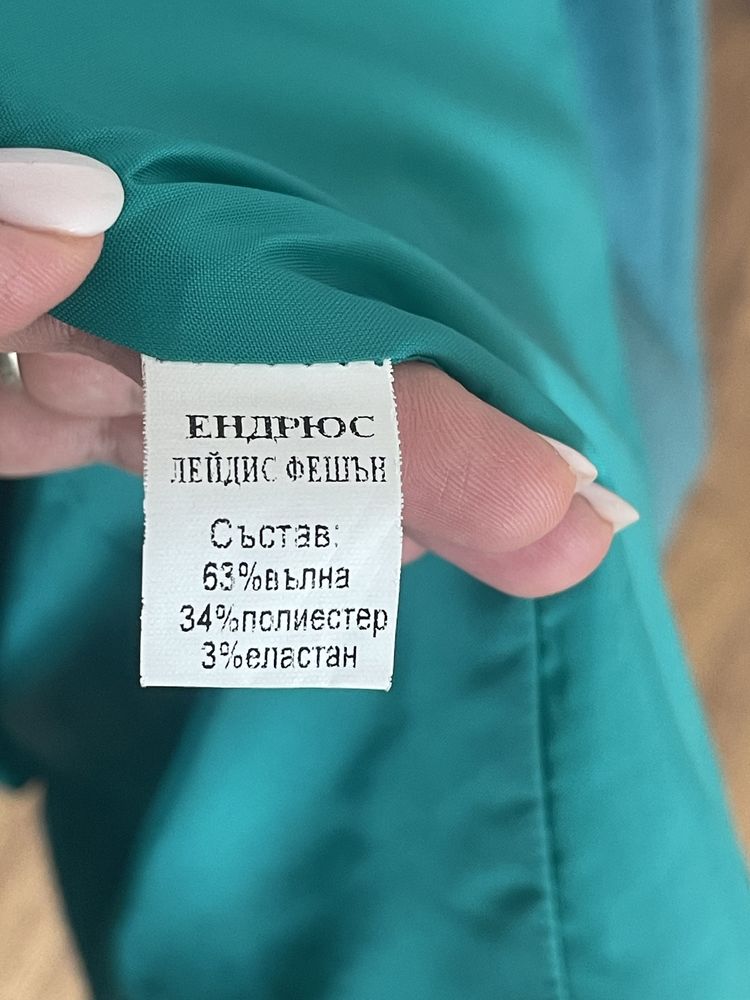 ЕНДРЮС
ЛЕЙДИС ФЕШЪН
Състав:
63%вълна
34%полиестер
3%еластан